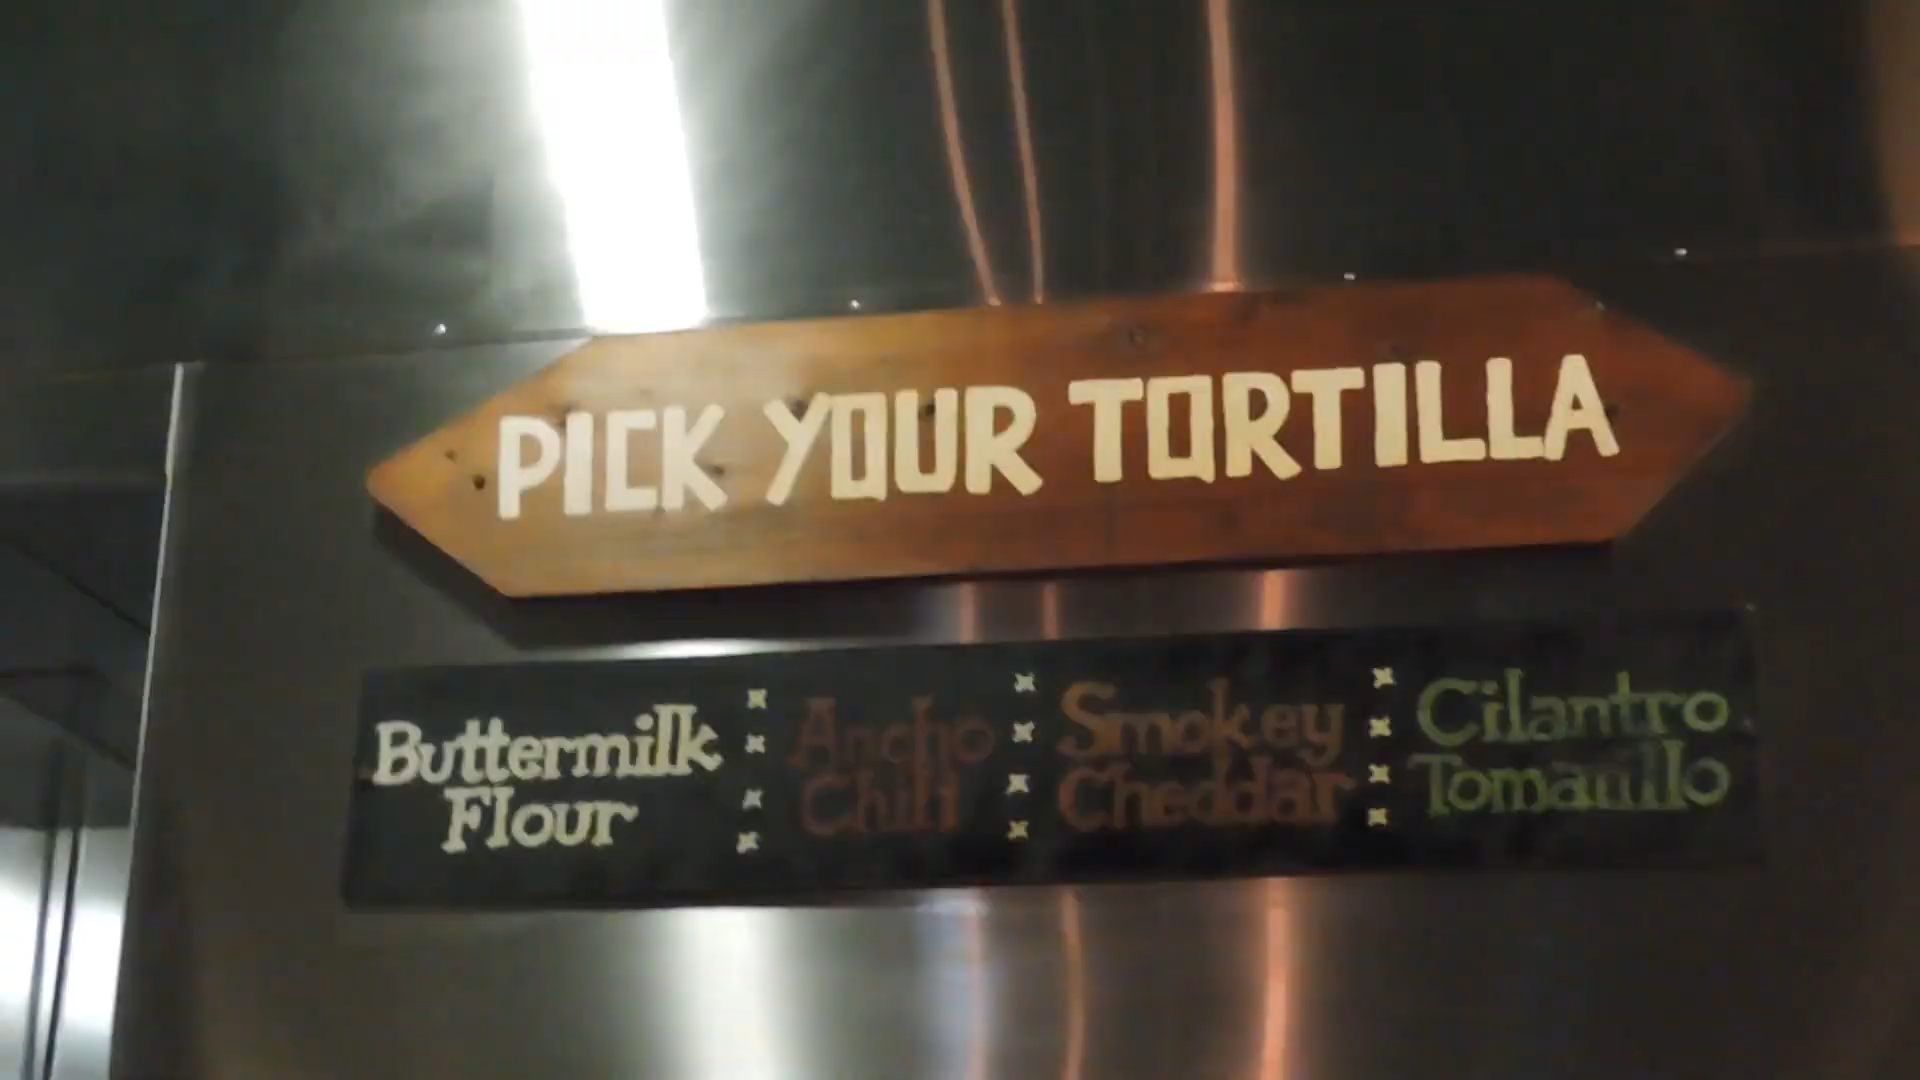 PICK YOUR TORTILLA
Buttermilk
Flour
Ancho
Chili
Smokey
Cheddar
Cilantro
Tomatillo